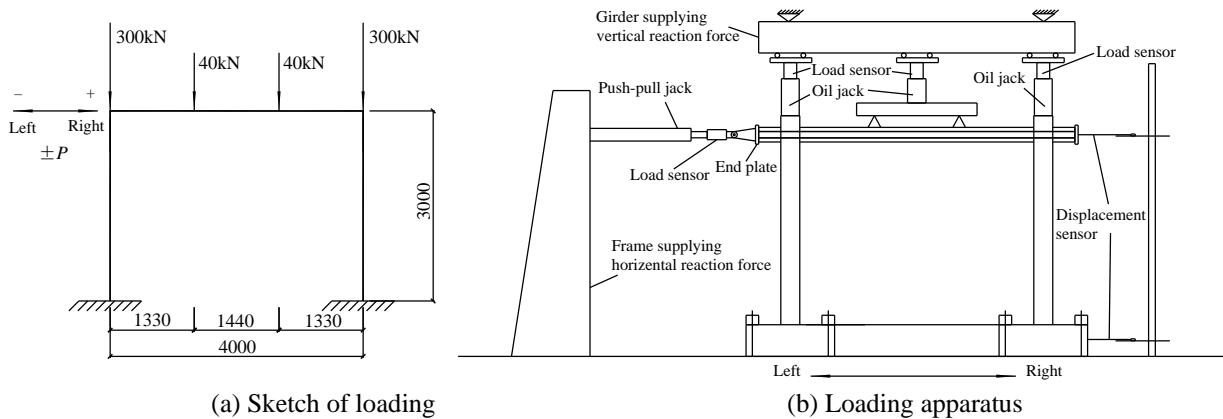 300kN
300kN
40kN
40kN
−
+
Left
Right
±P
3000
1330
1440
1330
4000
(a) Sketch of loading
Girder supplying
vertical reaction force
Load sensor
Load sensor
Oil jack
Oil jack
Push-pull jack
End plate
Load sensor
Displacement
sensor
Frame supplying
horizental reaction force
Left
Right
(b) Loading apparatus